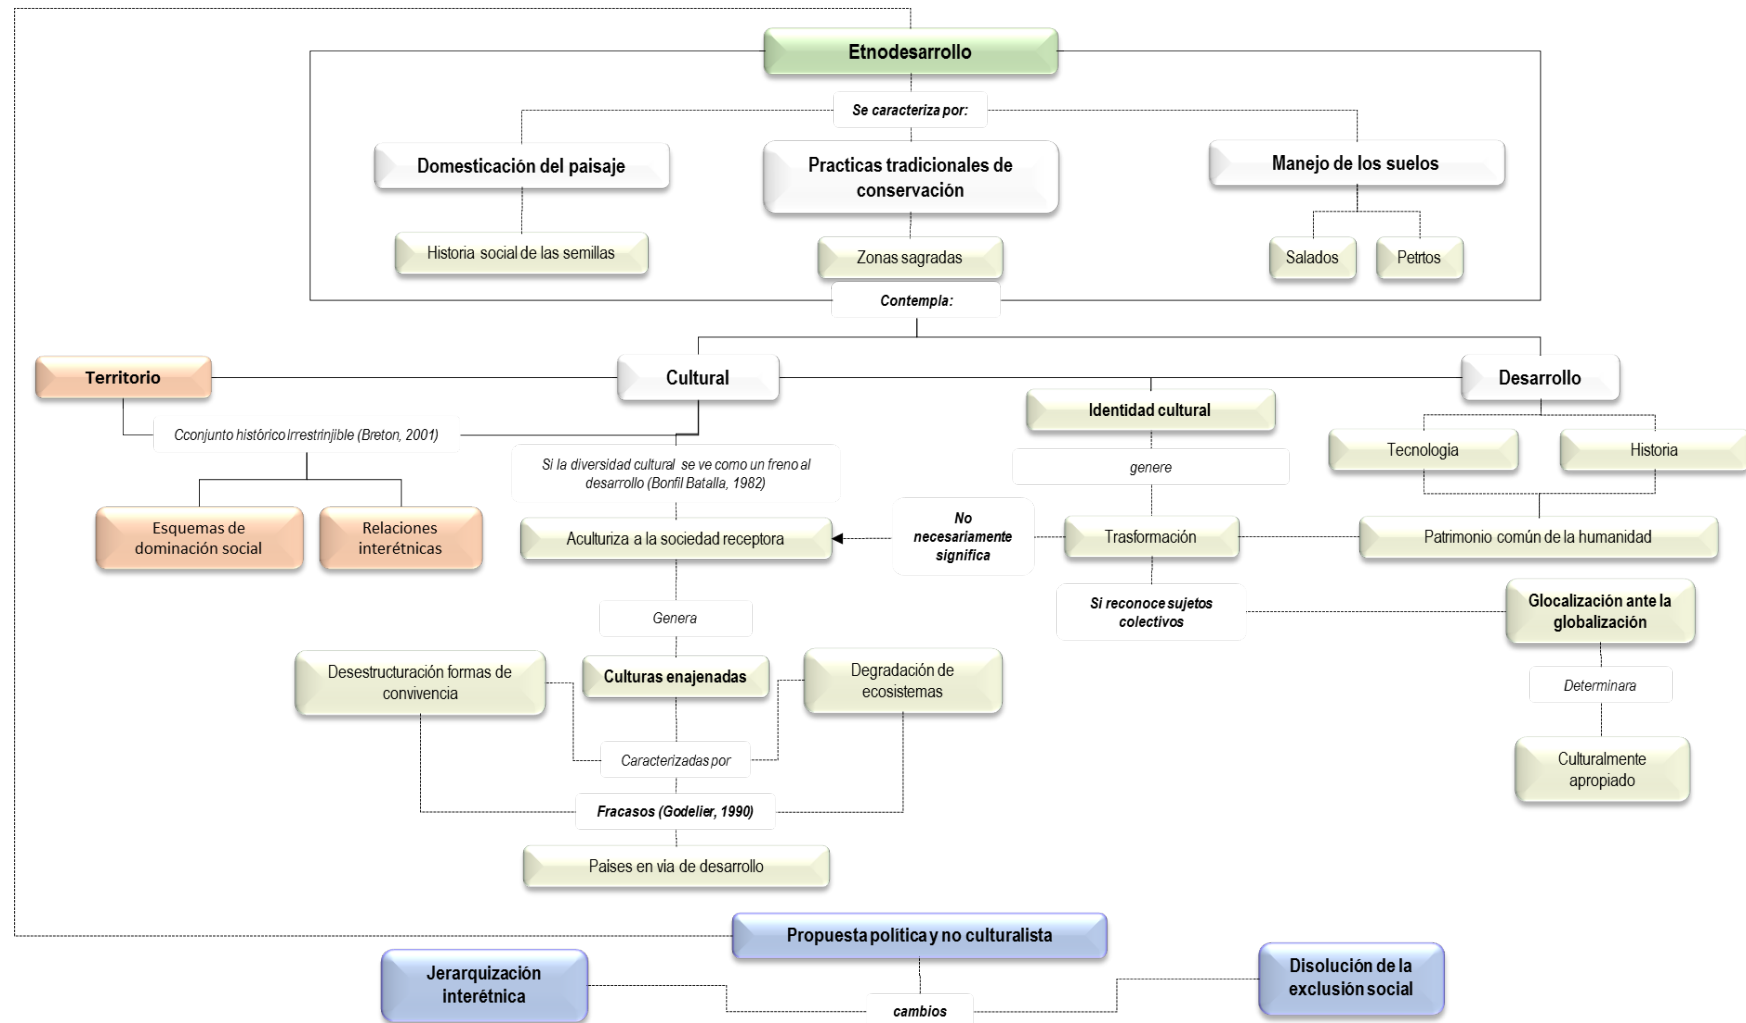 Etnodesarrollo
Se caracteriza por:
Domesticación del paisaje
Practicas tradicionales de
conservación
Manejo de los suelos
Historia social de las semillas
Zonas sagradas
Salados
Petrtos
Contempla:
Territorio
Cultural
Desarrollo
Identidad cultural
Cconjunto histórico Irrestrinjible (Breton, 2001)
Tecnología
Historia
Si la diversidad cultural se ve como un freno al
desarrollo (Bonfil Batalla, 1982)
genere
Esquemas de
dominación social
Relaciones
interétnicas
Aculturiza a la sociedad receptora
No
necesariamente
significa
Trasformación
Patrimonio común de la humanidad
Genera
Si reconoce sujetos
colectivos
Glocalización ante la
globalización
Desestructuración formas de
convivencia
Culturas enajenadas
Degradación de
ecosistemas
Determinara
Caracterizadas por
Culturalmente
apropiado
Fracasos (Godelier, 1990)
Paises en via de desarrollo
Propuesta política y no culturalista
Jerarquización
interétnica
cambios
Disolución de la
exclusión social